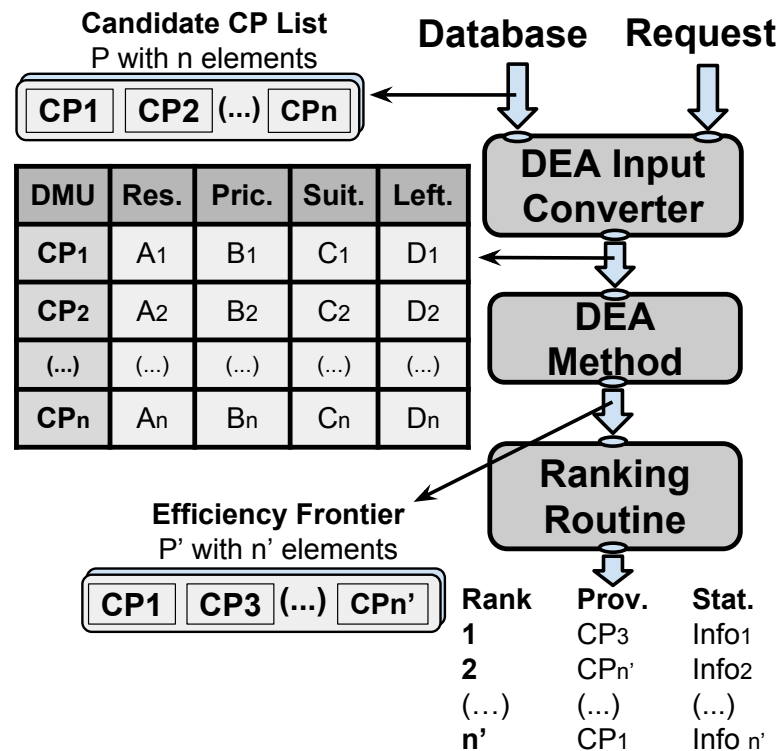 Candidate CP List
P with n elements
CP1 CP2 (...) CPn
Database Request
DEA Input
Converter
DMU Res. Pric. Suit. Left.
CP1 A1 B1 C1 D1
CP2 A2 B2 C2 D2
(...) (...) (...) (...) (...)
CPn An Bn Cn Dn
DEA
Method
Ranking
Routine
Efficiency Frontier
P’ with n’ elements
CP1 CP3 (...) CPn’
Rank Prov. Stat.
1 CP3 Info1
2 CPn’ Info2
(...) (...) (...)
n’ CP1 Info n’